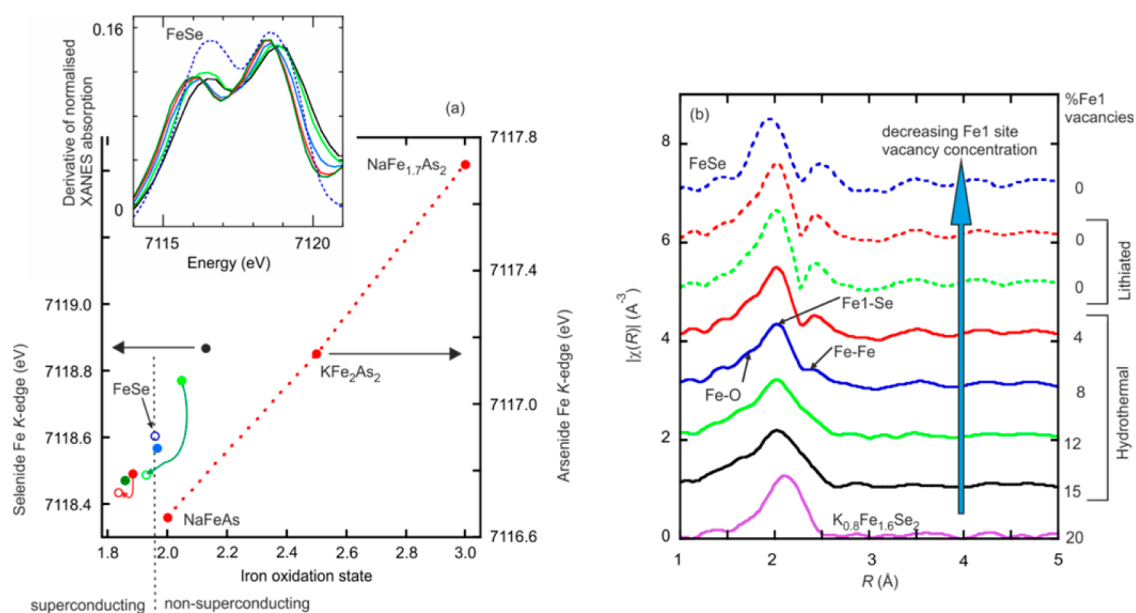 0.16
FeSe
Derivative of normalised
XANES absorption
0
7115
7120
Energy (eV)
(a)
7117.8
7117.4
7117.0
7116.6
Arsenide Fe K-edge (eV)
NaFe1.7As2
KFe2As2
NaFeAs
FeSe
7119.0
7118.8
7118.6
7118.4
Selenide Fe K-edge (eV)
1.8
2.0
2.2
2.4
2.6
2.8
3.0
Iron oxidation state
superconducting
non-superconducting
(b)
%Fe1
vacancies
decreasing Fe1 site
vacancy concentration
FeSe
0
0
0
4
8
12
15
20
Lithiated
Hydrothermal
Fe1-Se
Fe-Fe
Fe-O
K0.8Fe1.6Se2
8
6
4
2
0
|χ(R)| (A-3)
1
2
3
4
5
R (Å)